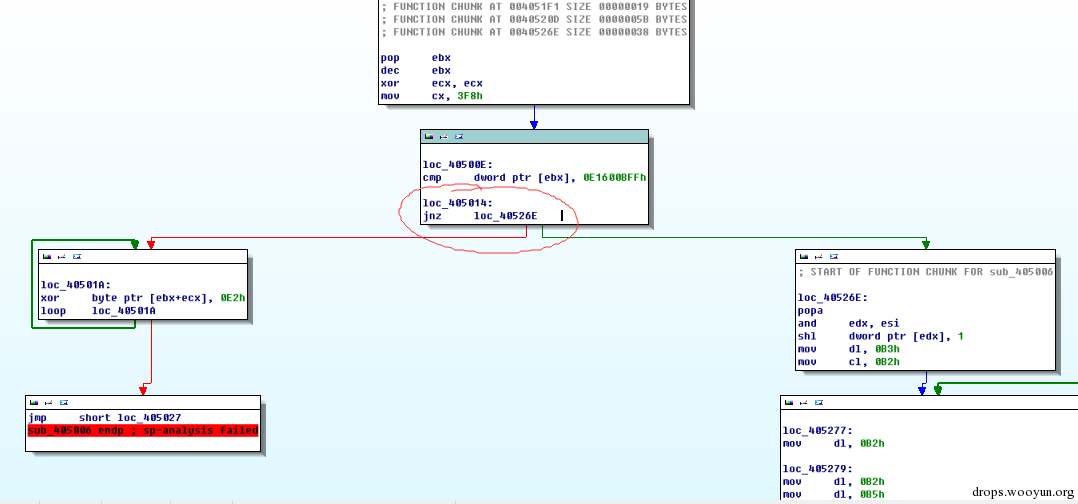 ; FUNCTION CHUNK AT 004051F1 SIZE 00000019 BYTES
; FUNCTION CHUNK AT 0040520D SIZE 0000005B BYTES
; FUNCTION CHUNK AT 0040526E SIZE 00000038 BYTES
pop ebx
dec ebx
xor ecx, ecx
mov cx, 3F8h
loc_40500E:
cmp dword ptr [ebx], 0E1600BFFh
loc_405014:
jnz loc_40526E
loc_40501A:
xor byte ptr [ebx+ecx], 0E2h
loop loc_40501A
jmp short loc_405027
sub_405006 endp ; sp-analysis failed
; START OF FUNCTION CHUNK FOR sub_405006
loc_40526E:
popa
and edx, esi
shl dword ptr [edx], 1
mov dl, 0B3h
mov cl, 0B2h
loc_405277:
mov dl, 0B2h
loc_405279:
mov dl, 0B2h
mov dl, 0B5h
drops.wooyun.org